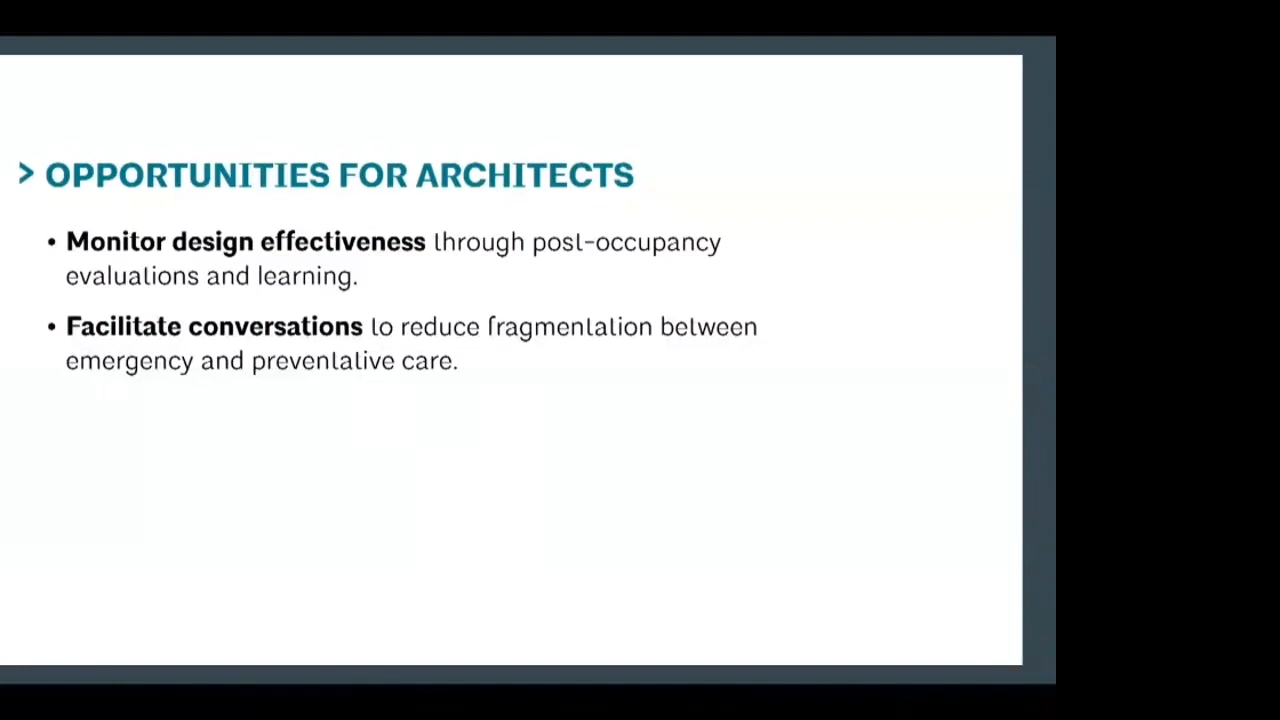 > OPPORTUNITIES FOR ARCHITECTS
• Monitor design effectiveness through post-occupancy
evaluations and learning.
• Facilitate conversations to reduce fragmentation between
emergency and preventative care.